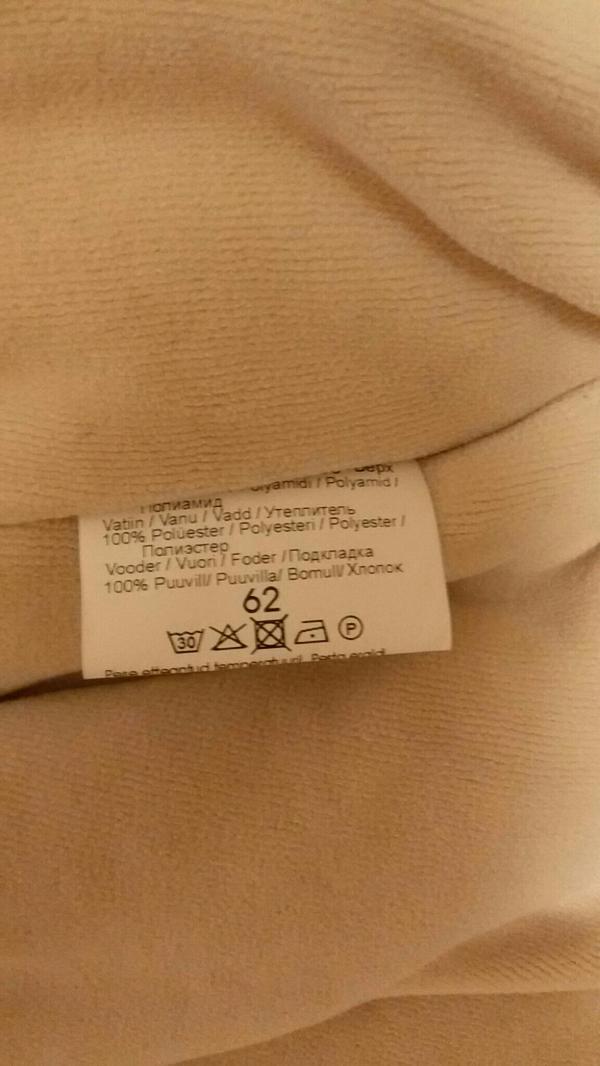 Polyamid /
Полиамид
Vatiin / Vanu / Vadd / Утеплитель
100% Polüester / Polyesteri / Polyester /
Полиэстер
Vooder / Vuori / Foder / Подкладка
100% Puuvill/ Puuvilla/ Bomull/ Хлопок
62
30 P